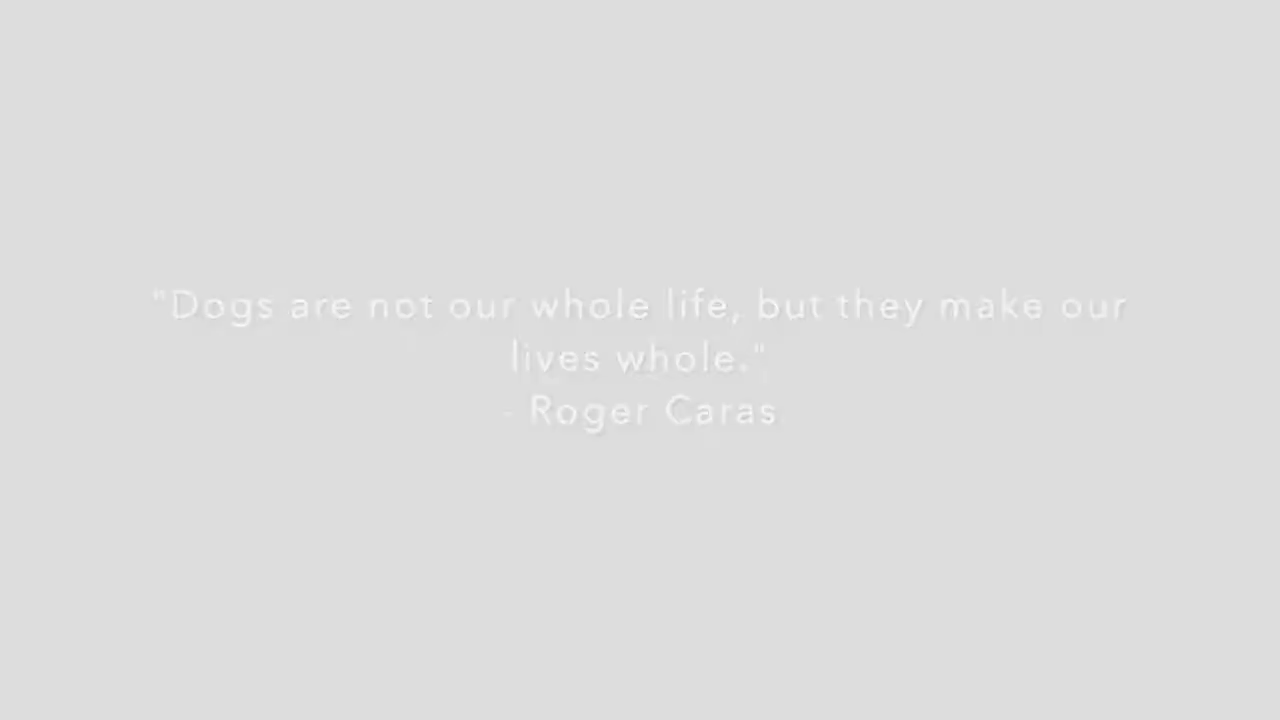 "Dogs are not our whole life, but they make our
lives whole."
- Roger Caras